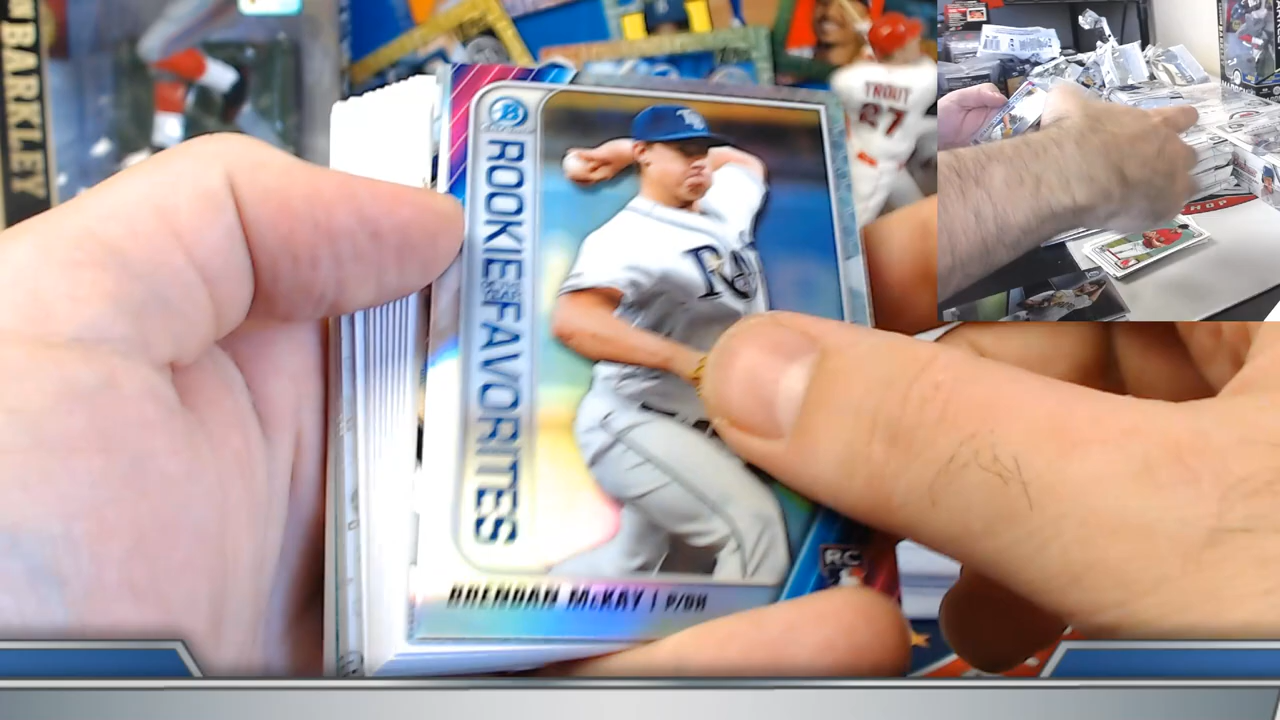 BARKLEY
TROUT
27
ROOKIE FAVORITES
R
BRENDAN McKAY | P/DH
RC